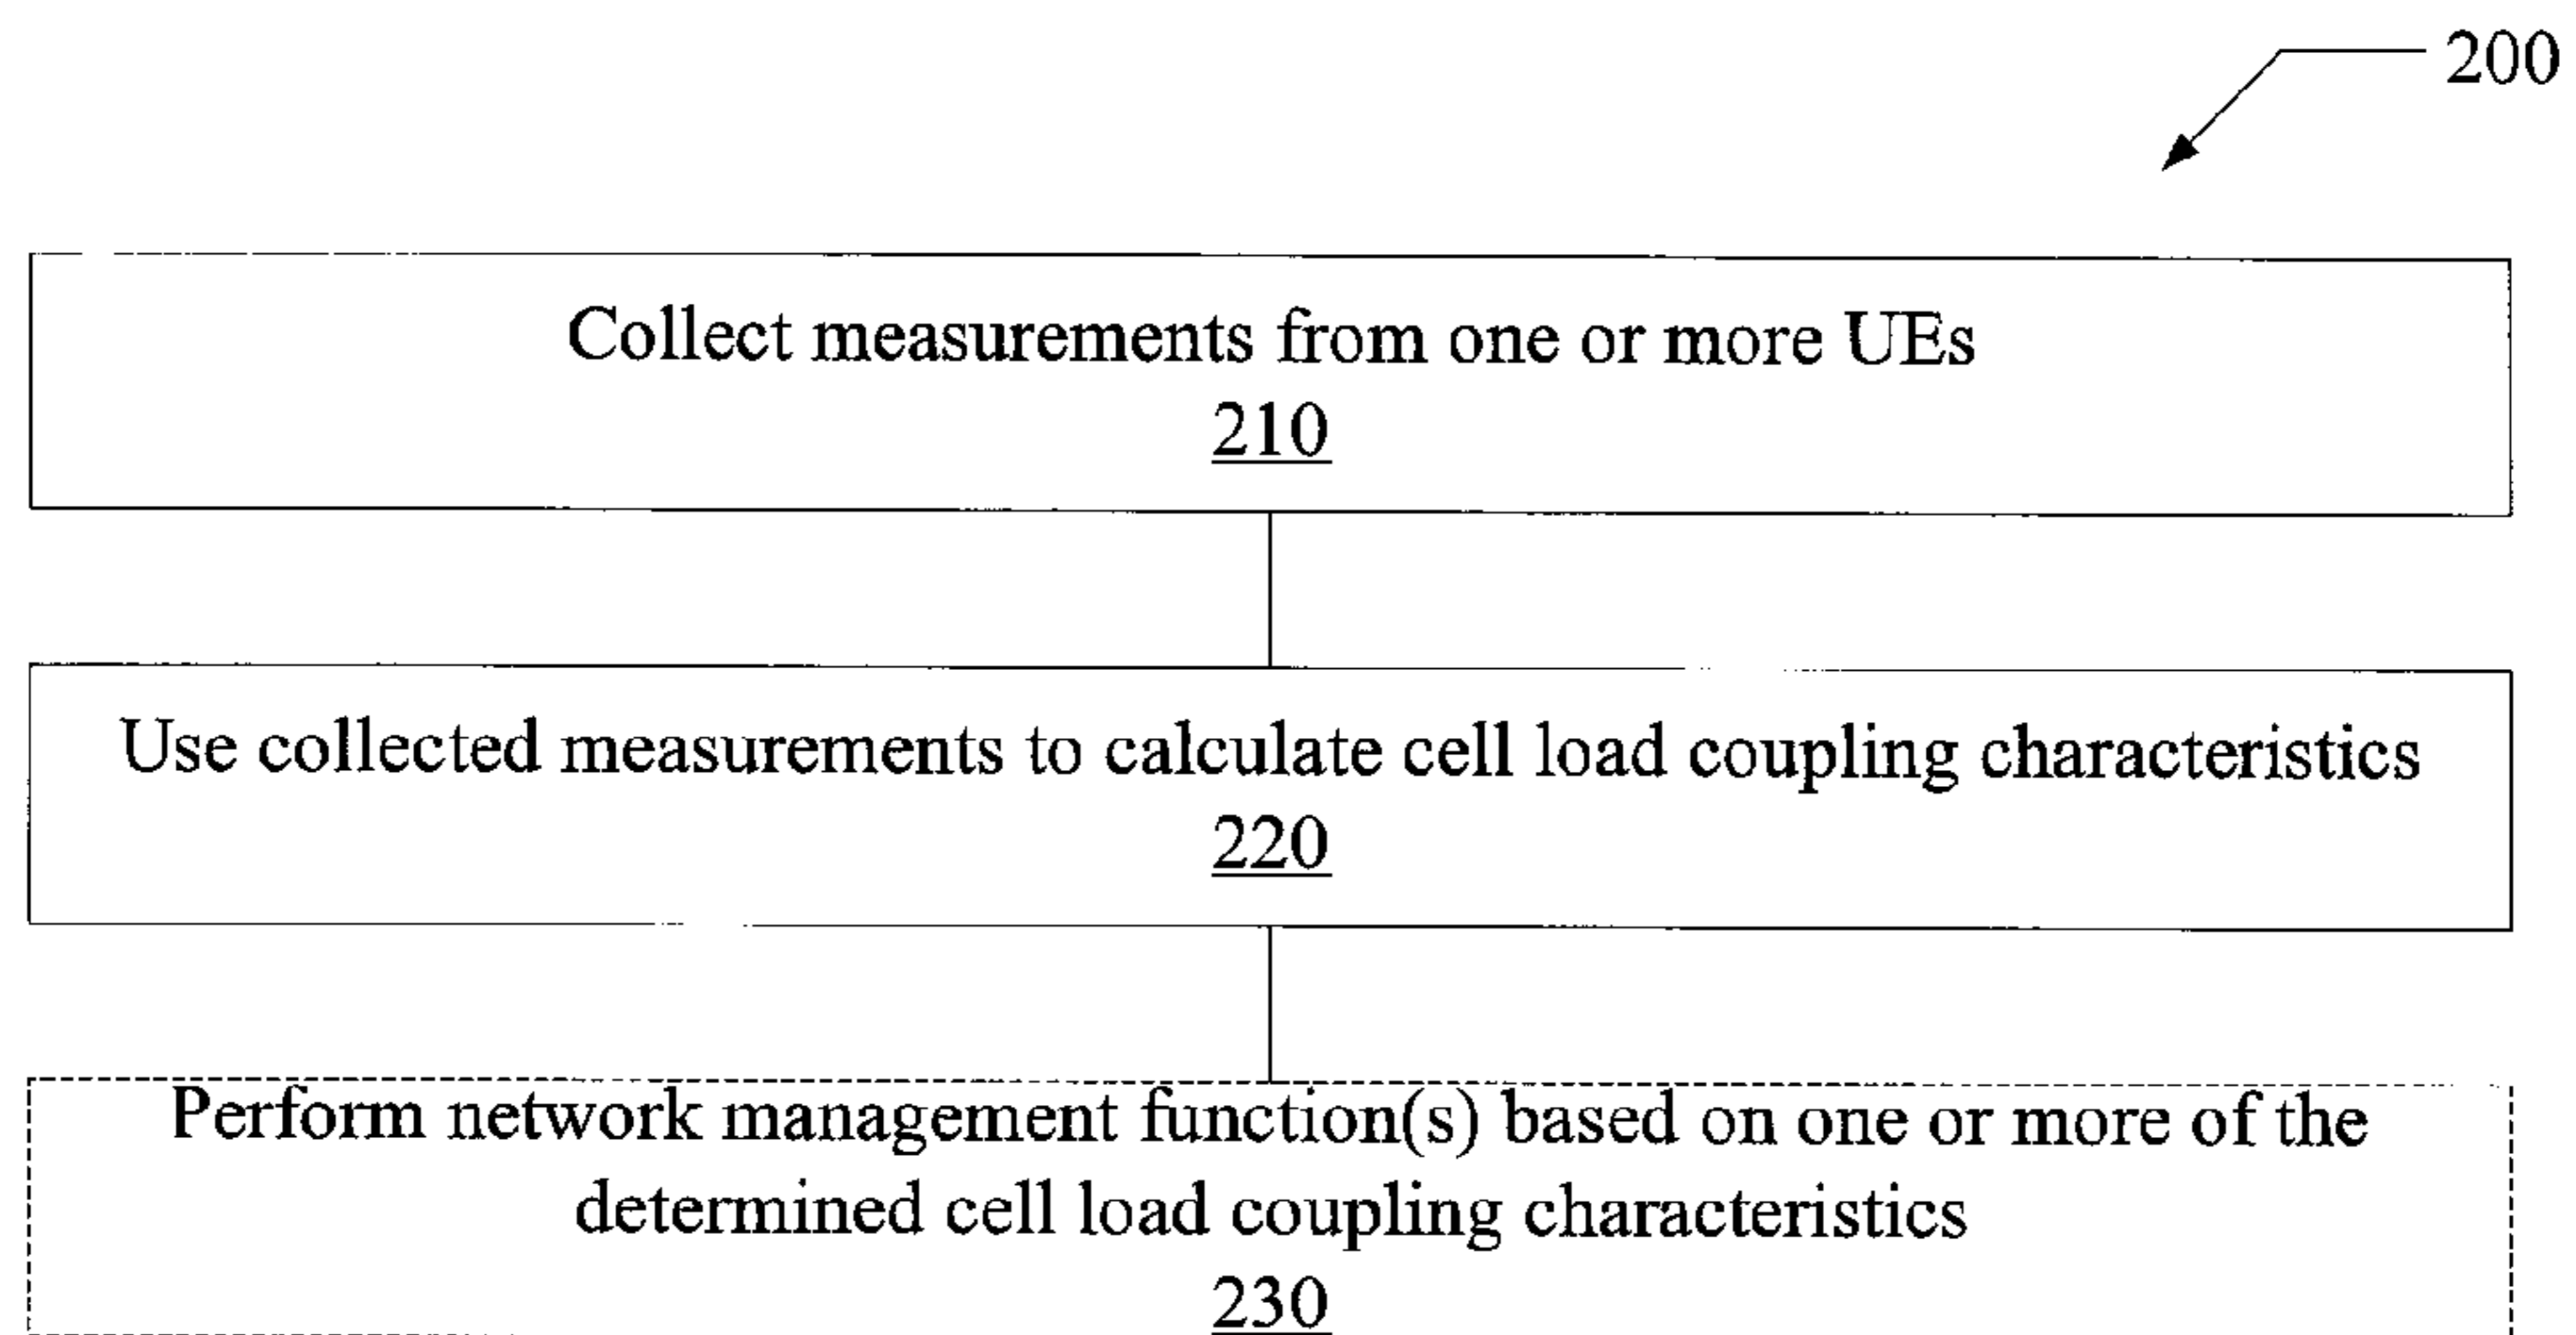 200
Collect measurements from one or more UEs
210
Use collected measurements to calculate cell load coupling characteristics
220
Perform network management function(s) based on one or more of the
determined cell load coupling characteristics
230